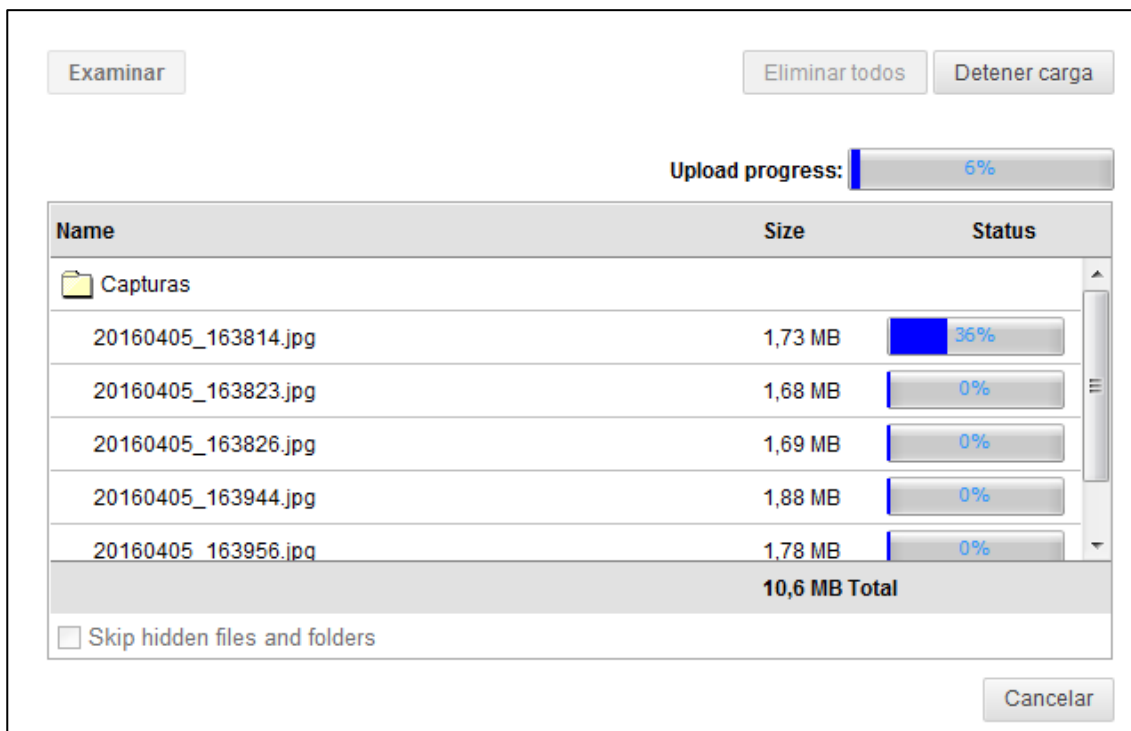 Examinar Eliminar todos Detener carga
Upload progress: 6%
Name Size Status
Capturas
20160405_163814.jpg 1,73 MB 36%
20160405_163823.jpg 1,68 MB 0%
20160405_163826.jpg 1,69 MB 0%
20160405_163944.jpg 1,88 MB 0%
20160405_163956.jpg 1,78 MB 0%
10,6 MB Total
Skip hidden files and folders
Cancelar